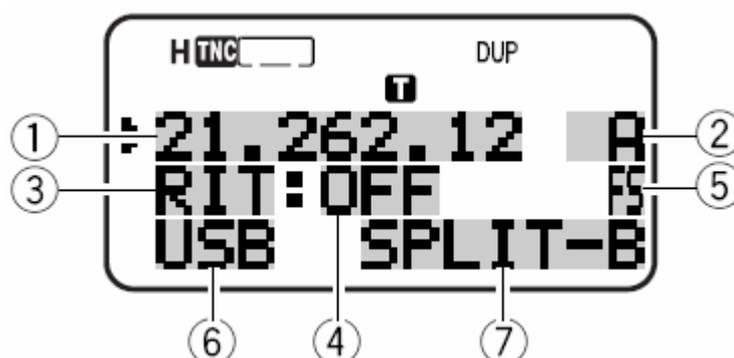 H TNC DUP
T
① 21.262.12 A ②
③ RIT:OFF FS ⑤
USB SPLIT-B
⑥ ④ ⑦